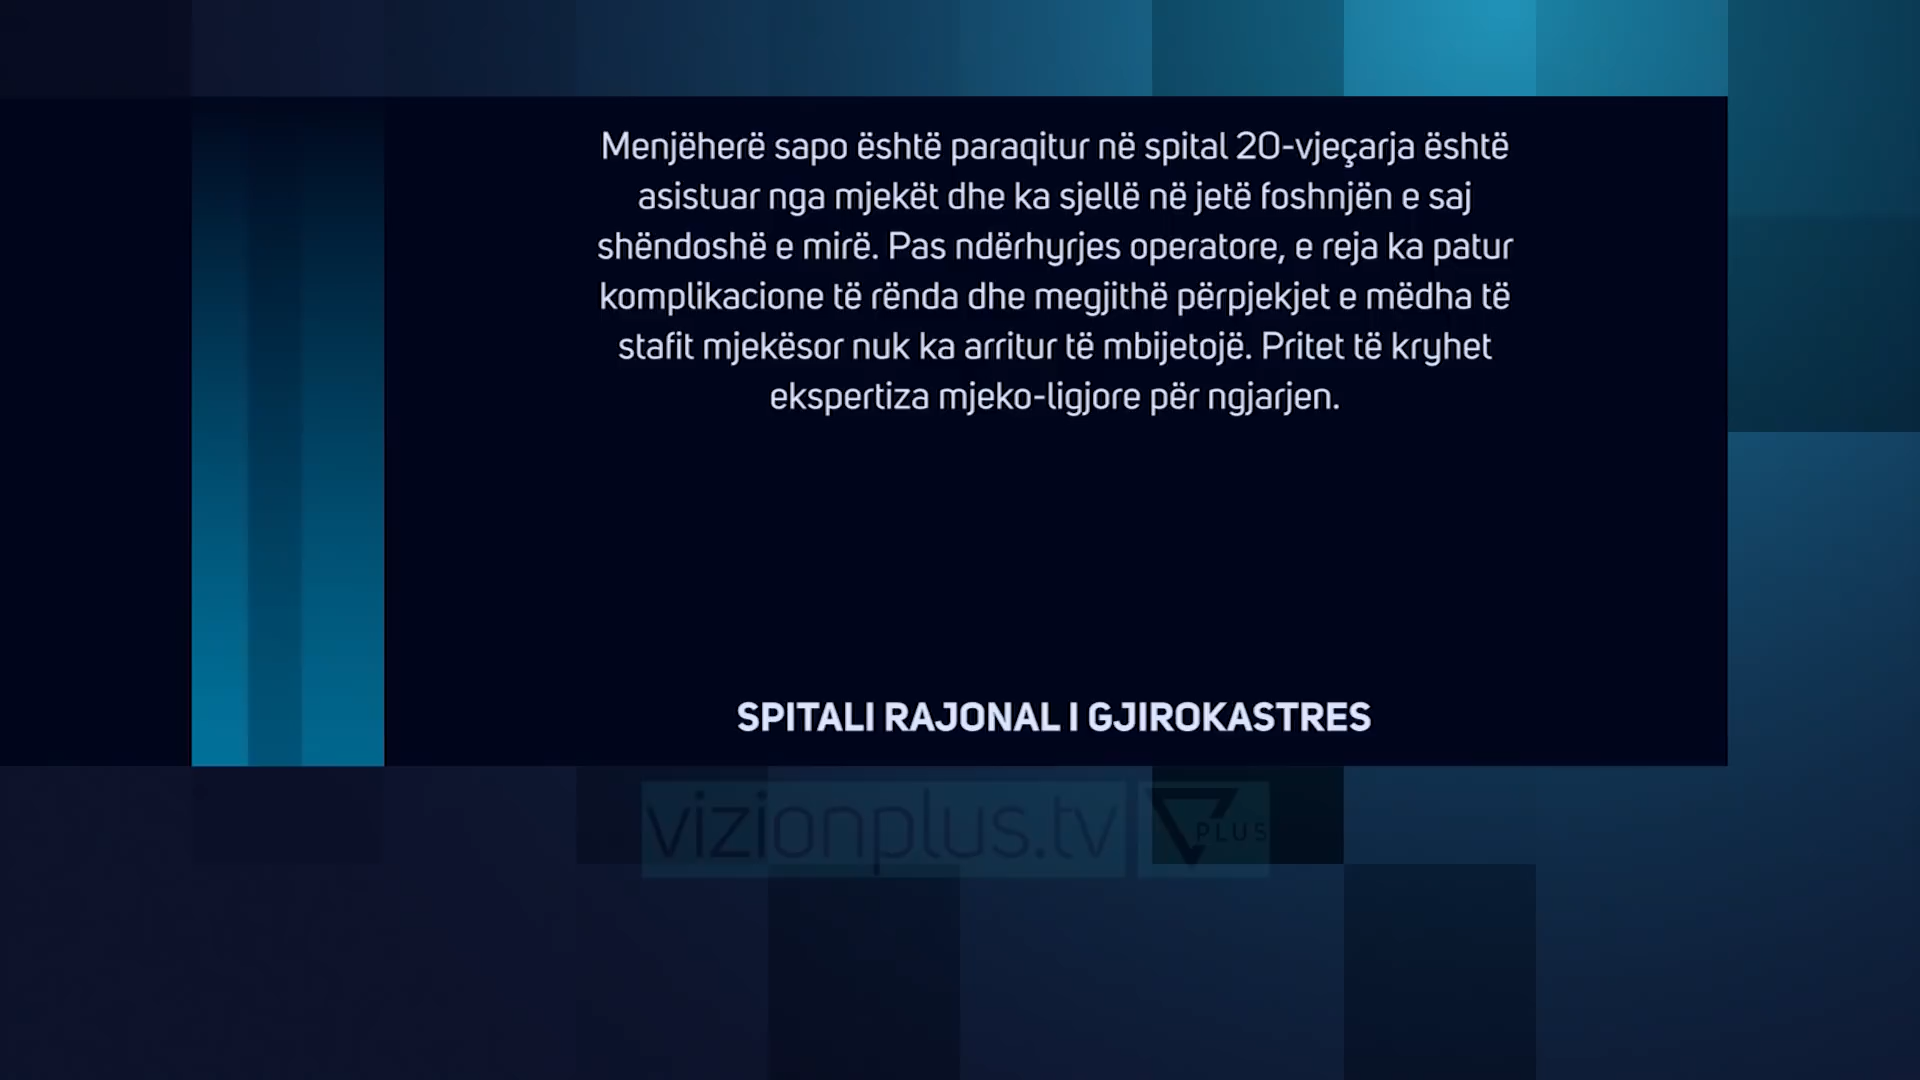 Menjëherë sapo është paraqitur në spital 20-vjeçarja është
asistuar nga mjekët dhe ka sjellë në jetë foshnjën e saj
shëndoshë e mirë. Pas ndërhyrjes operatore, e reja ka patur
komplikacione të rënda dhe megjithë përpjekjet e mëdha të
stafit mjekësor nuk ka arritur të mbijetojë. Pritet të kryhet
ekspertiza mjeko-ligjore për ngjarjen.
SPITALI RAJONAL I GJIROKASTRES
vizionplus.tv
PLUS